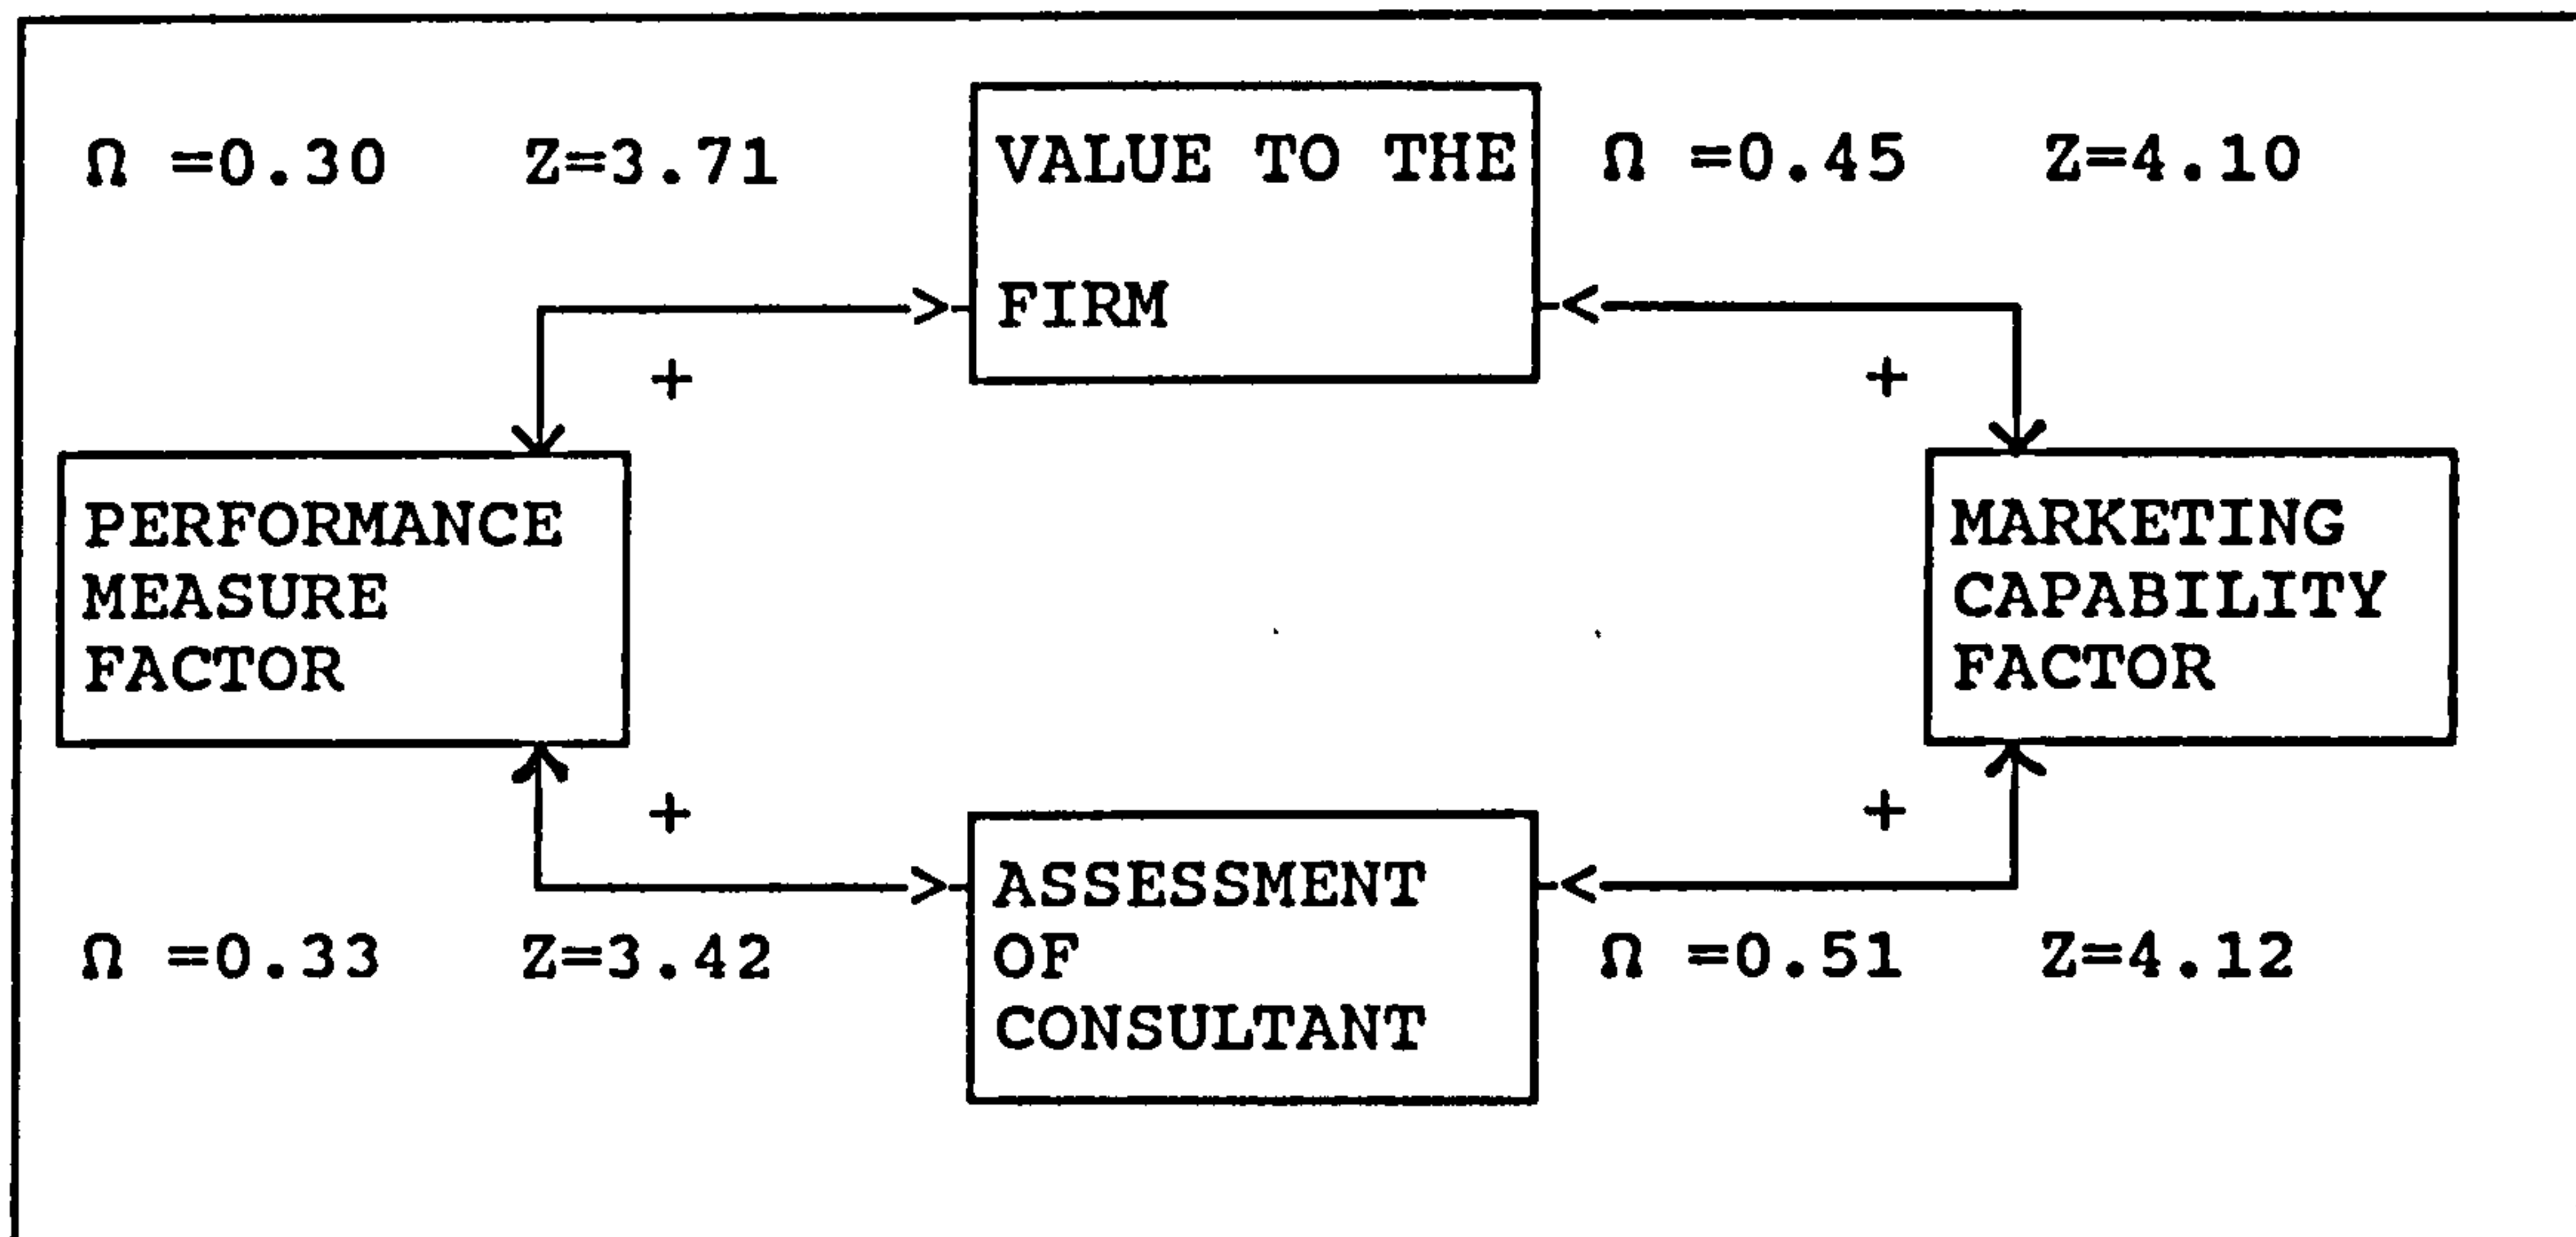 Ω =0.30 Z=3.71
VALUE TO THE
FIRM
Ω =0.45 Z=4.10
+
+
PERFORMANCE
MEASURE
FACTOR
MARKETING
CAPABILITY
FACTOR
+
+
ASSESSMENT
OF
CONSULTANT
Ω =0.33 Z=3.42
Ω =0.51 Z=4.12